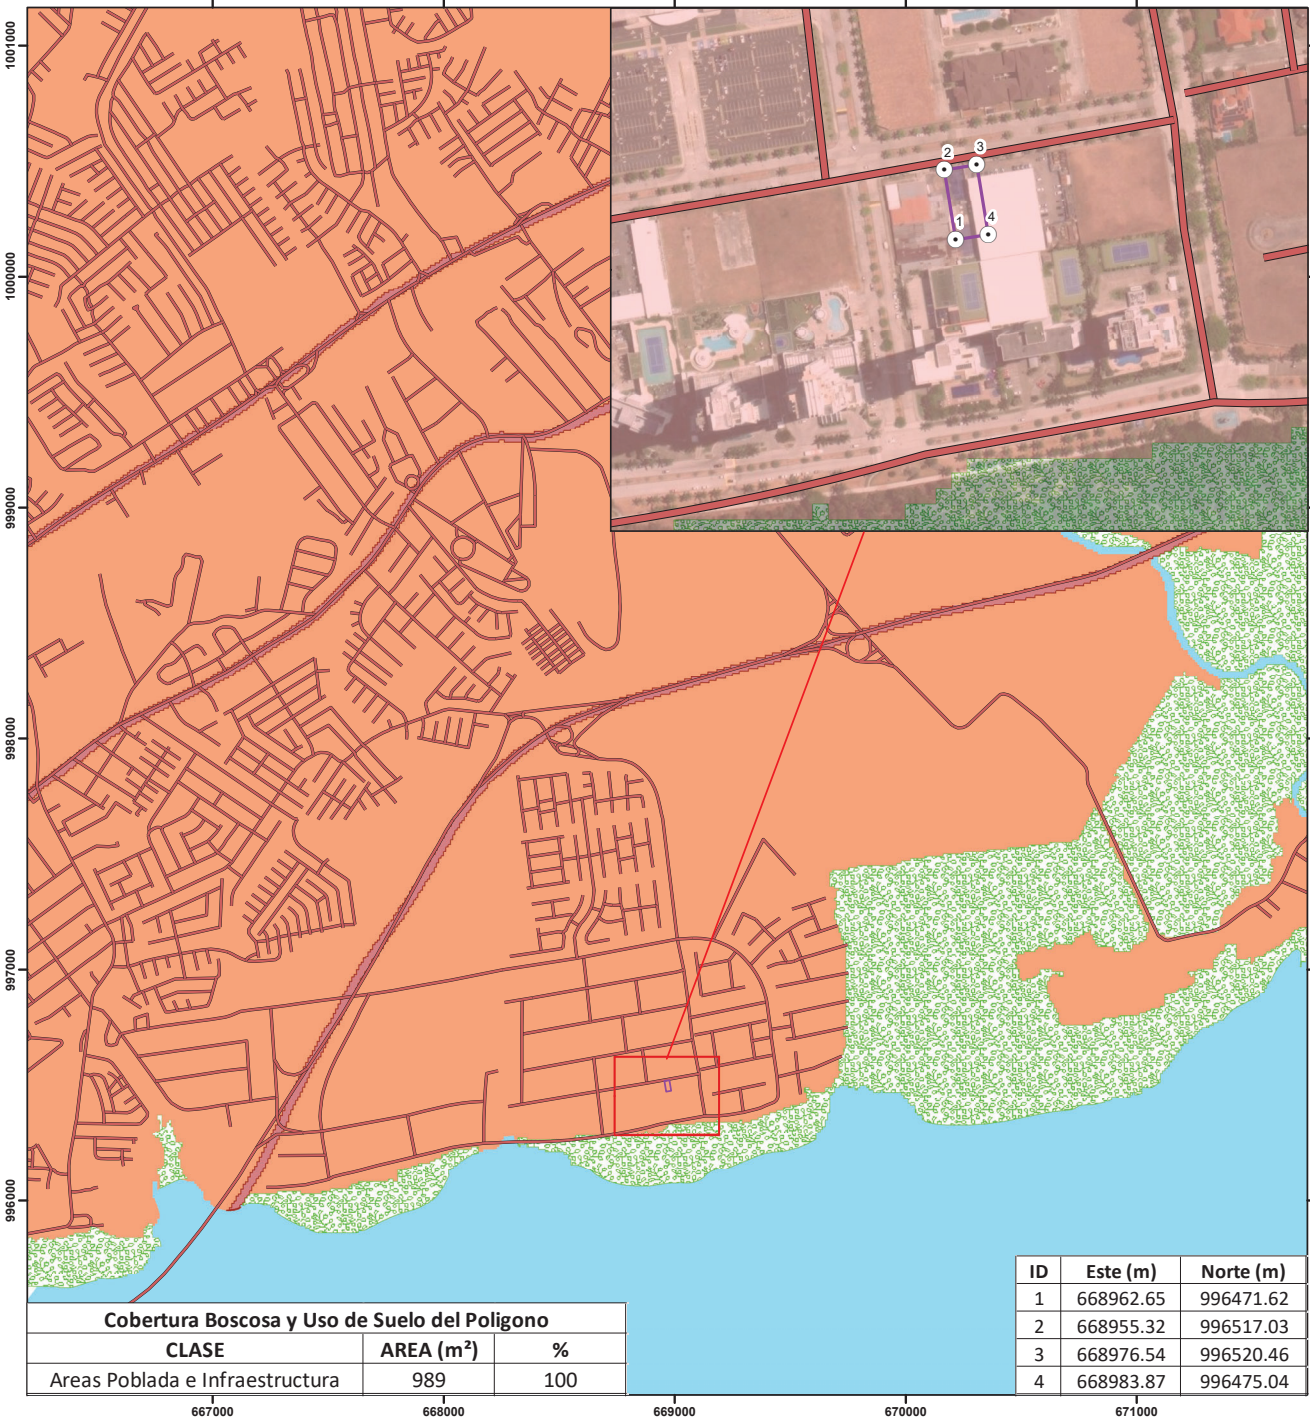 1001000
1000000
999000
998000
997000
996000
2
3
1
4
ID Este (m) Norte (m)
1 668962.65 996471.62
2 668955.32 996517.03
3 668976.54 996520.46
4 668983.87 996475.04
Cobertura Boscosa y Uso de Suelo del Poligono
CLASE AREA (m²) %
Areas Poblada e Infraestructura 989 100
667000 668000 669000 670000 671000